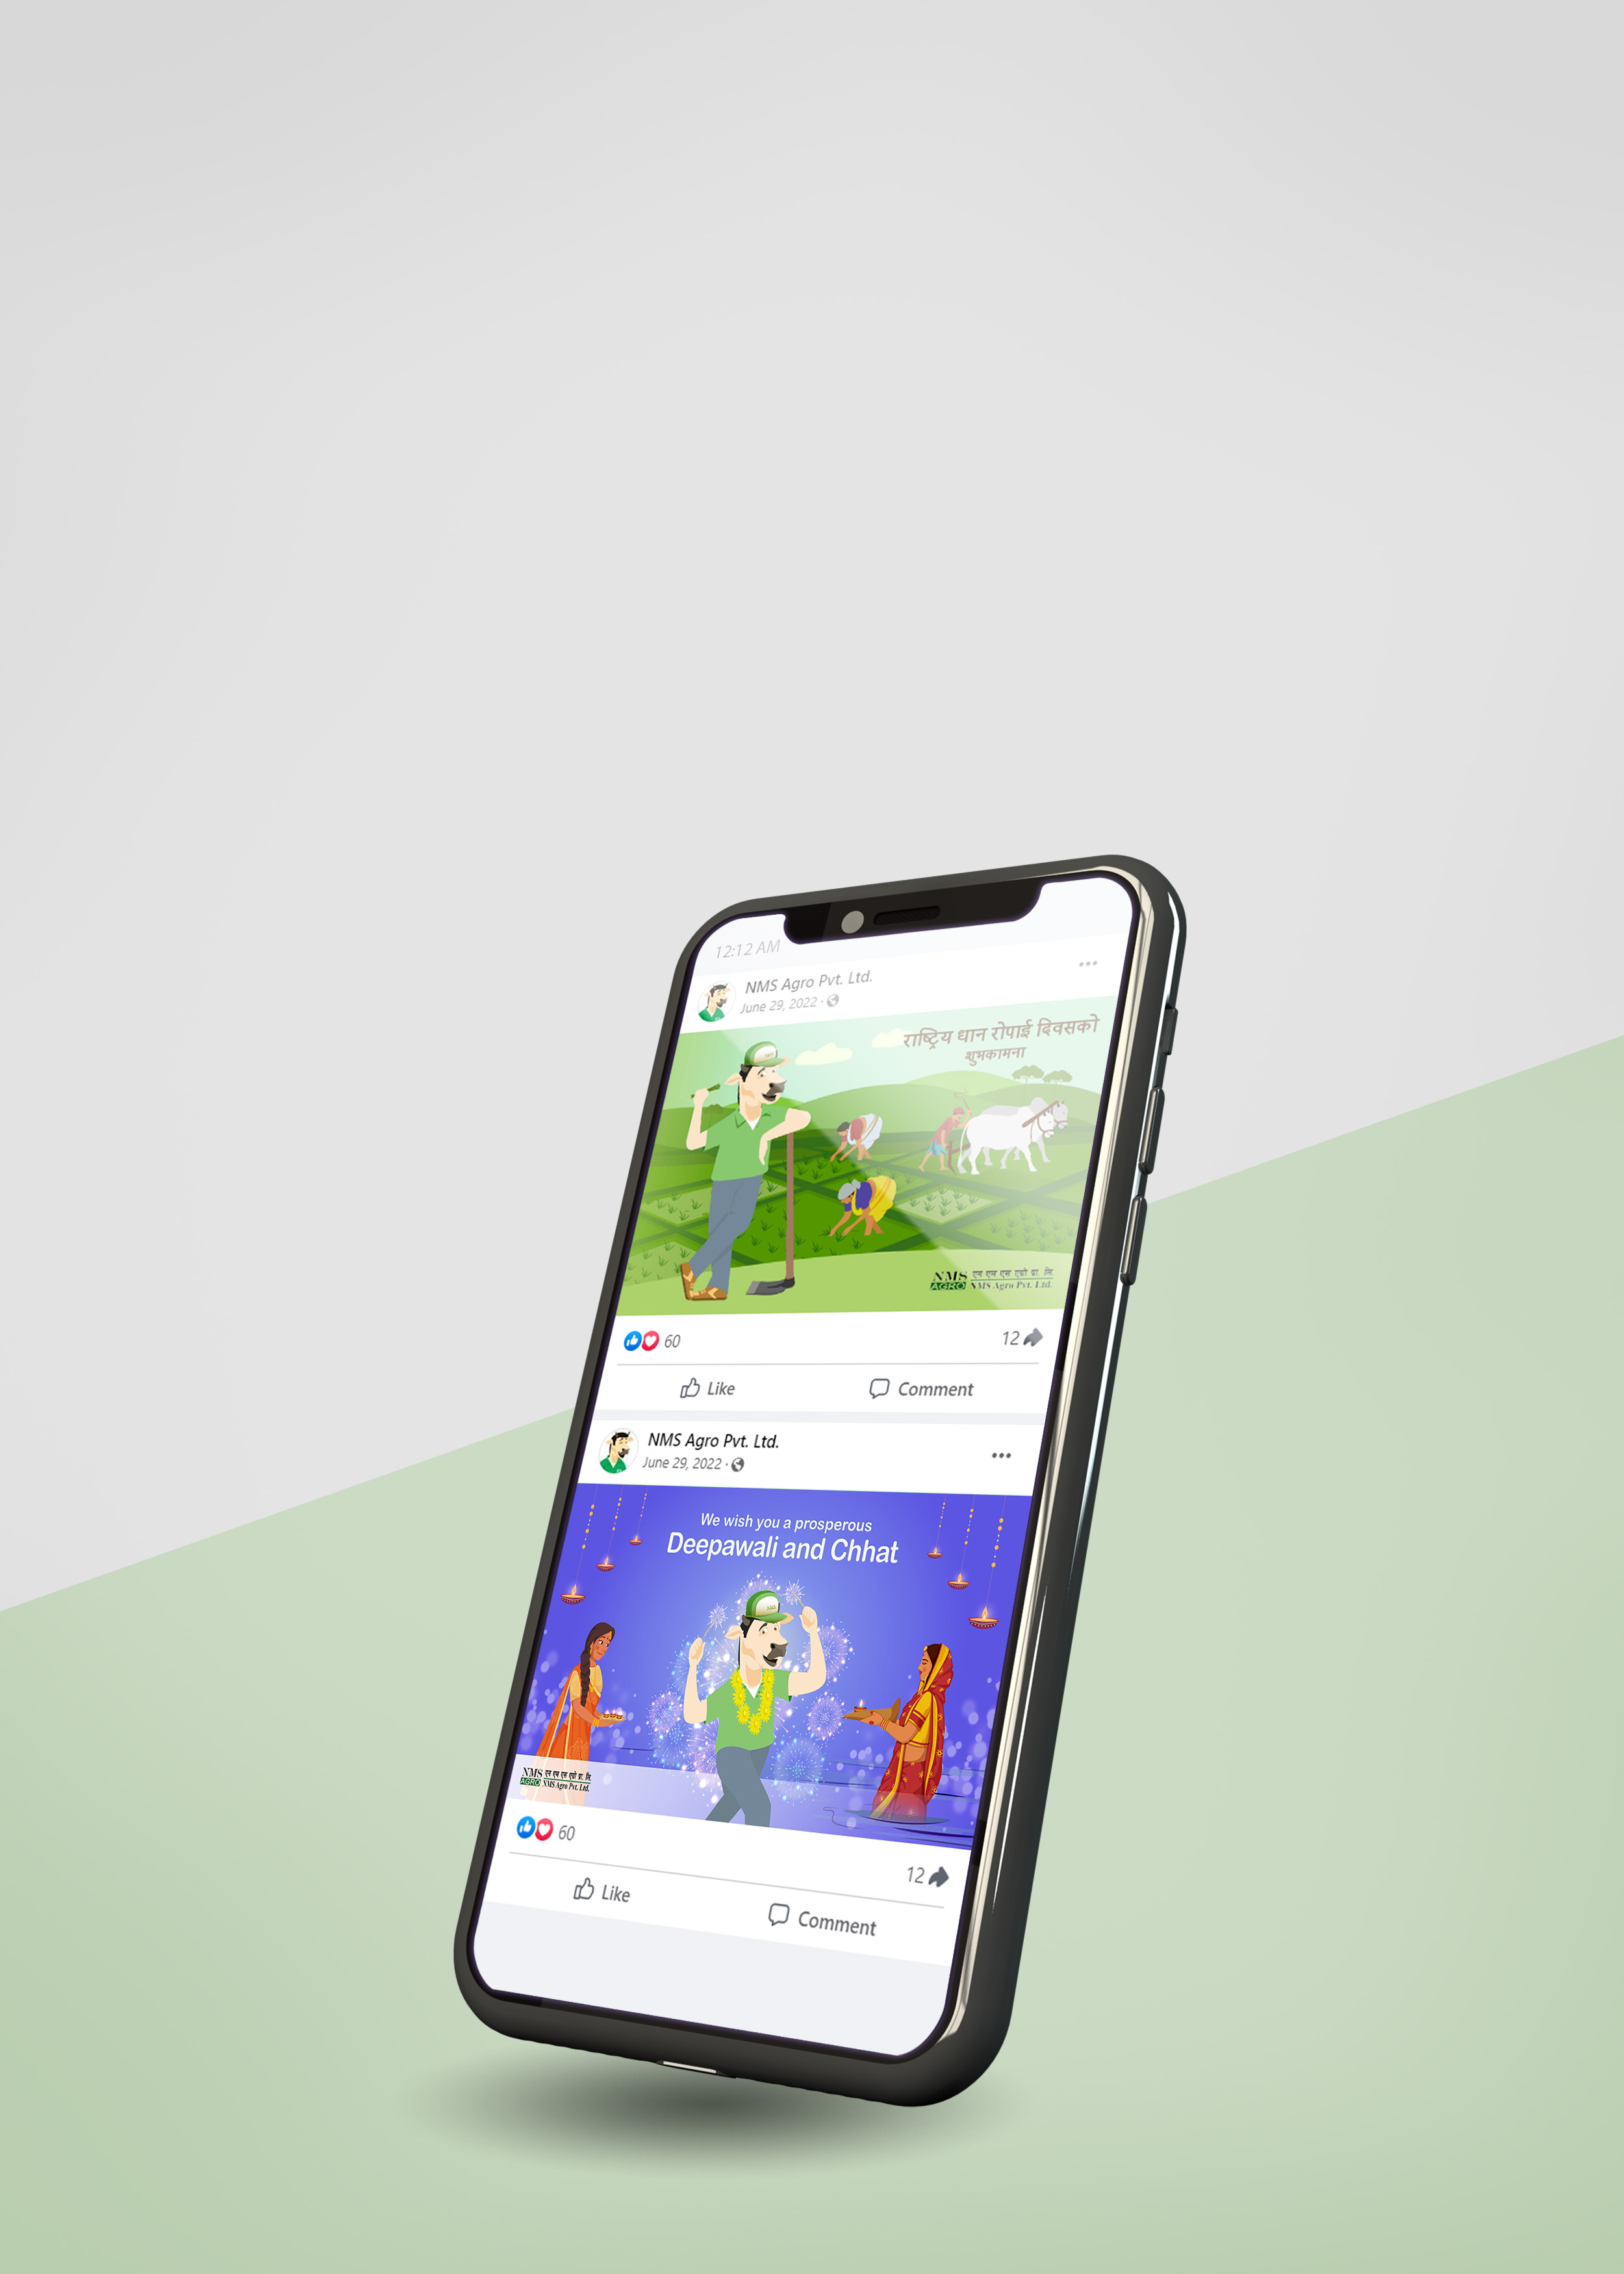 12:12 AM
NMS Agro Pvt. Ltd.
June 29, 2022 ·
राष्ट्रिय धान रोपाई दिवसको
शुभकामना
NMS एन एम एस एग्रो प्रा. लि.
AGRO NMS Agro Pvt. Ltd.
60
12
Like
Comment
NMS Agro Pvt. Ltd.
June 29, 2022 ·
We wish you a prosperous
Deepawali and Chhat
NMS एन एम एस एग्रो प्रा. लि.
AGRO NMS Agro Pvt. Ltd.
60
12
Like
Comment